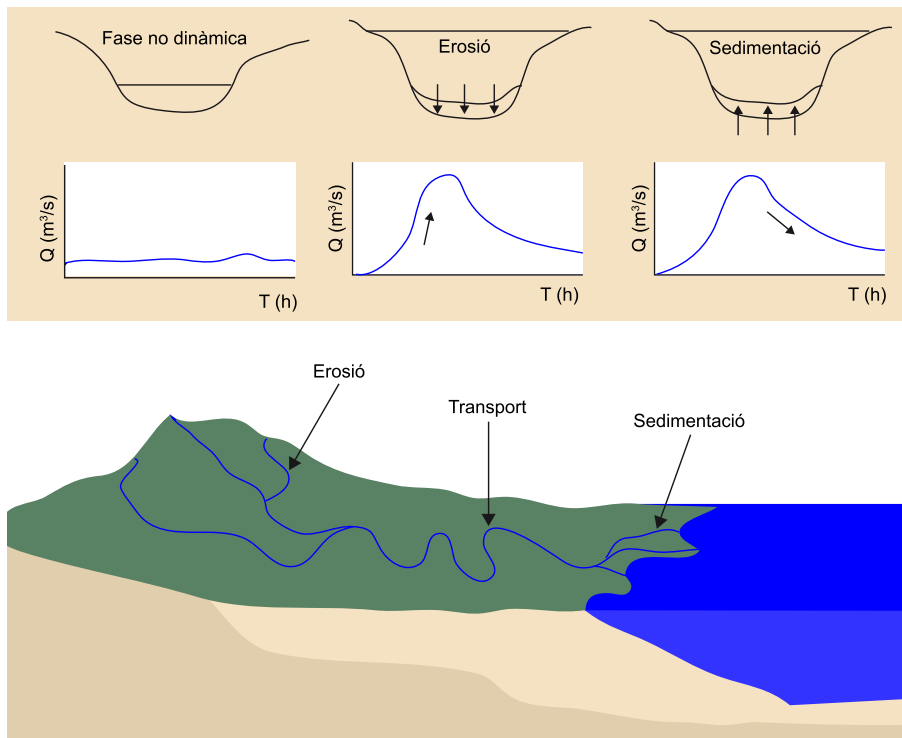 Fase no dinàmica
Erosió
Sedimentació
Q (m³/s)
T (h)
Q (m³/s)
T (h)
Q (m³/s)
T (h)
Erosió
Transport
Sedimentació